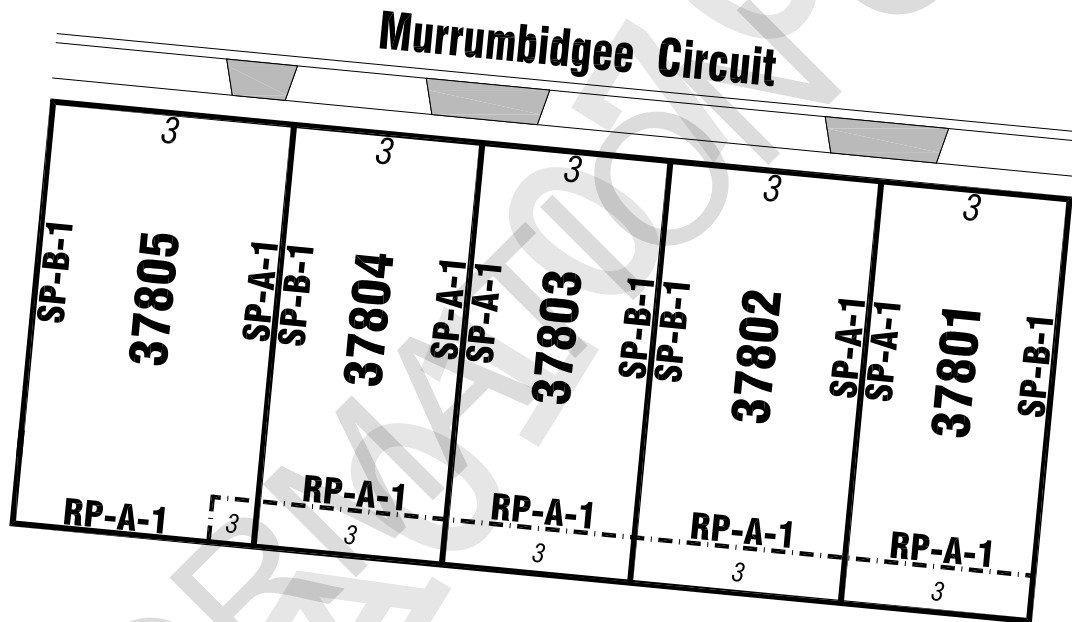 Murrumbidgee Circuit
3
3
3
3
3
SP-B-1
37805
SP-A-1
SP-B-1
37804
SP-A-1
SP-A-1
37803
SP-B-1
SP-B-1
37802
SP-A-1
SP-A-1
37801
SP-B-1
RP-A-1
3
RP-A-1
3
RP-A-1
3
RP-A-1
3
RP-A-1
3